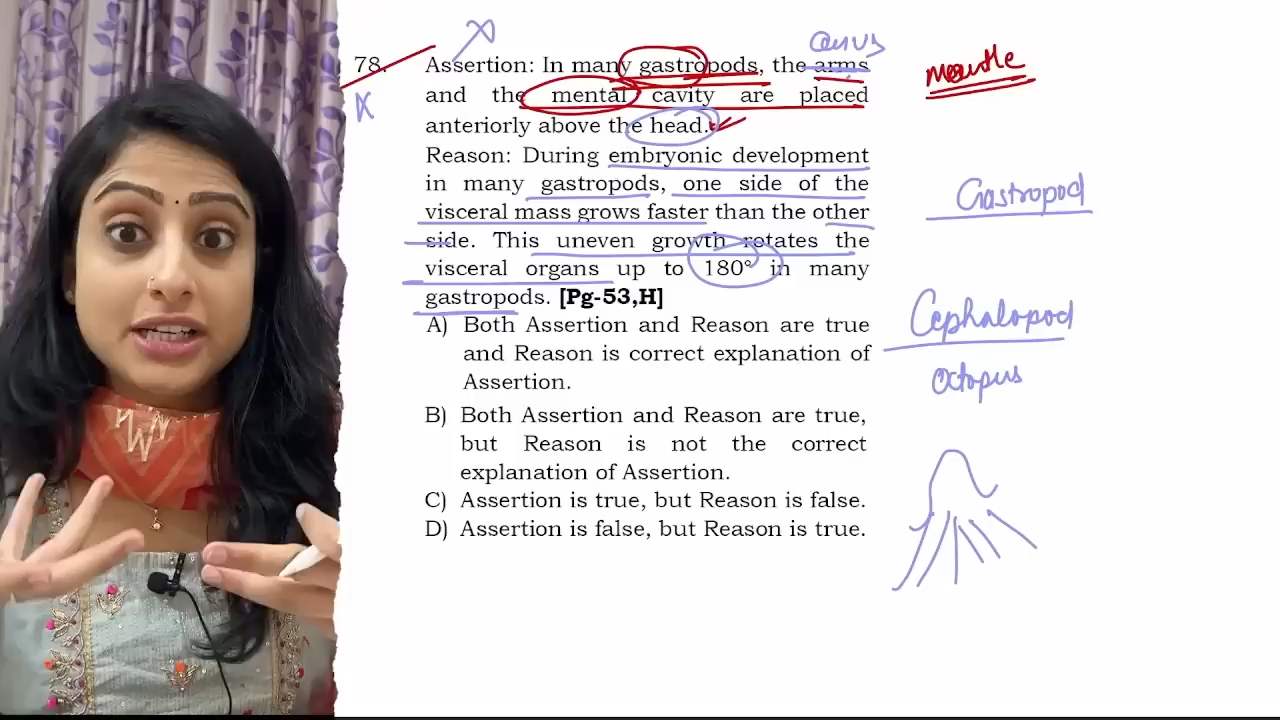 anus
78. Assertion: In many gastropods, the arms
mantle
and the mental cavity are placed
anteriorly above the head.
Reason: During embryonic development
in many gastropods, one side of the
Gastropod
visceral mass grows faster than the other
side. This uneven growth rotates the
visceral organs up to 180° in many
gastropods. [Pg-53,H]
A) Both Assertion and Reason are true
Cephalopod
and Reason is correct explanation of
Assertion.
Octopus
B) Both Assertion and Reason are true,
but Reason is not the correct
explanation of Assertion.
C) Assertion is true, but Reason is false.
D) Assertion is false, but Reason is true.